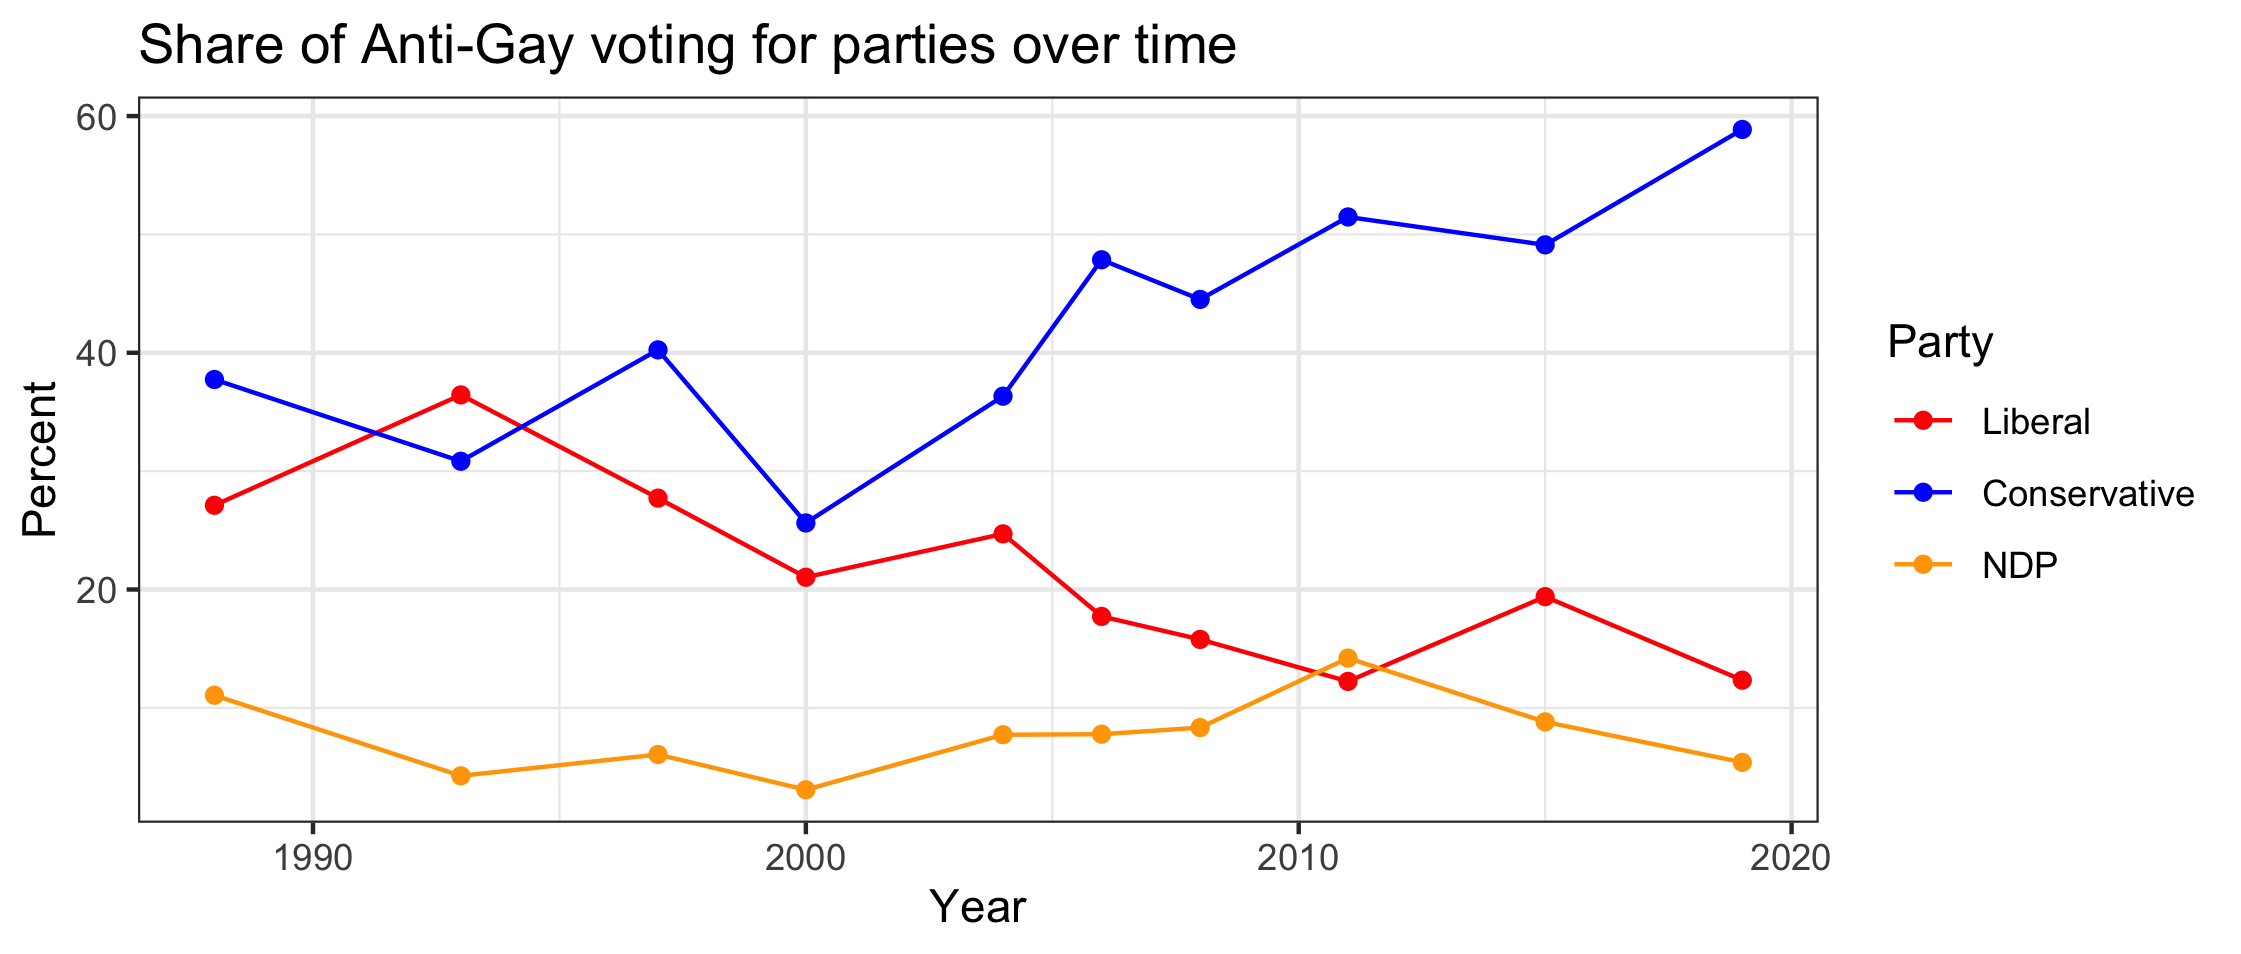 Share of Anti-Gay voting for parties over time
60
40
20
Percent
1990 2000 2010 2020
Year
Party
Liberal
Conservative
NDP